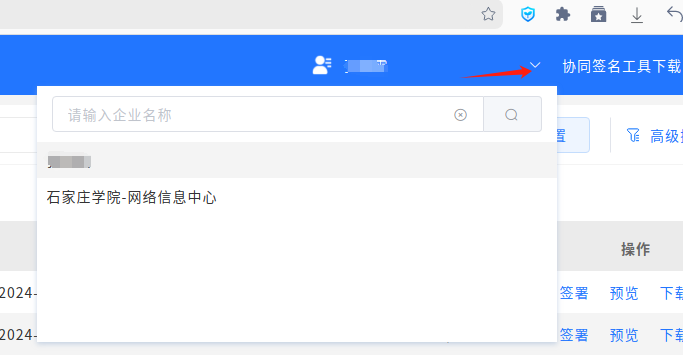 协同签名工具下载
请输入企业名称
置
高级
石家庄学院-网络信息中心
操作
2024-
签署 预览 下载
2024-
签署 预览 下载